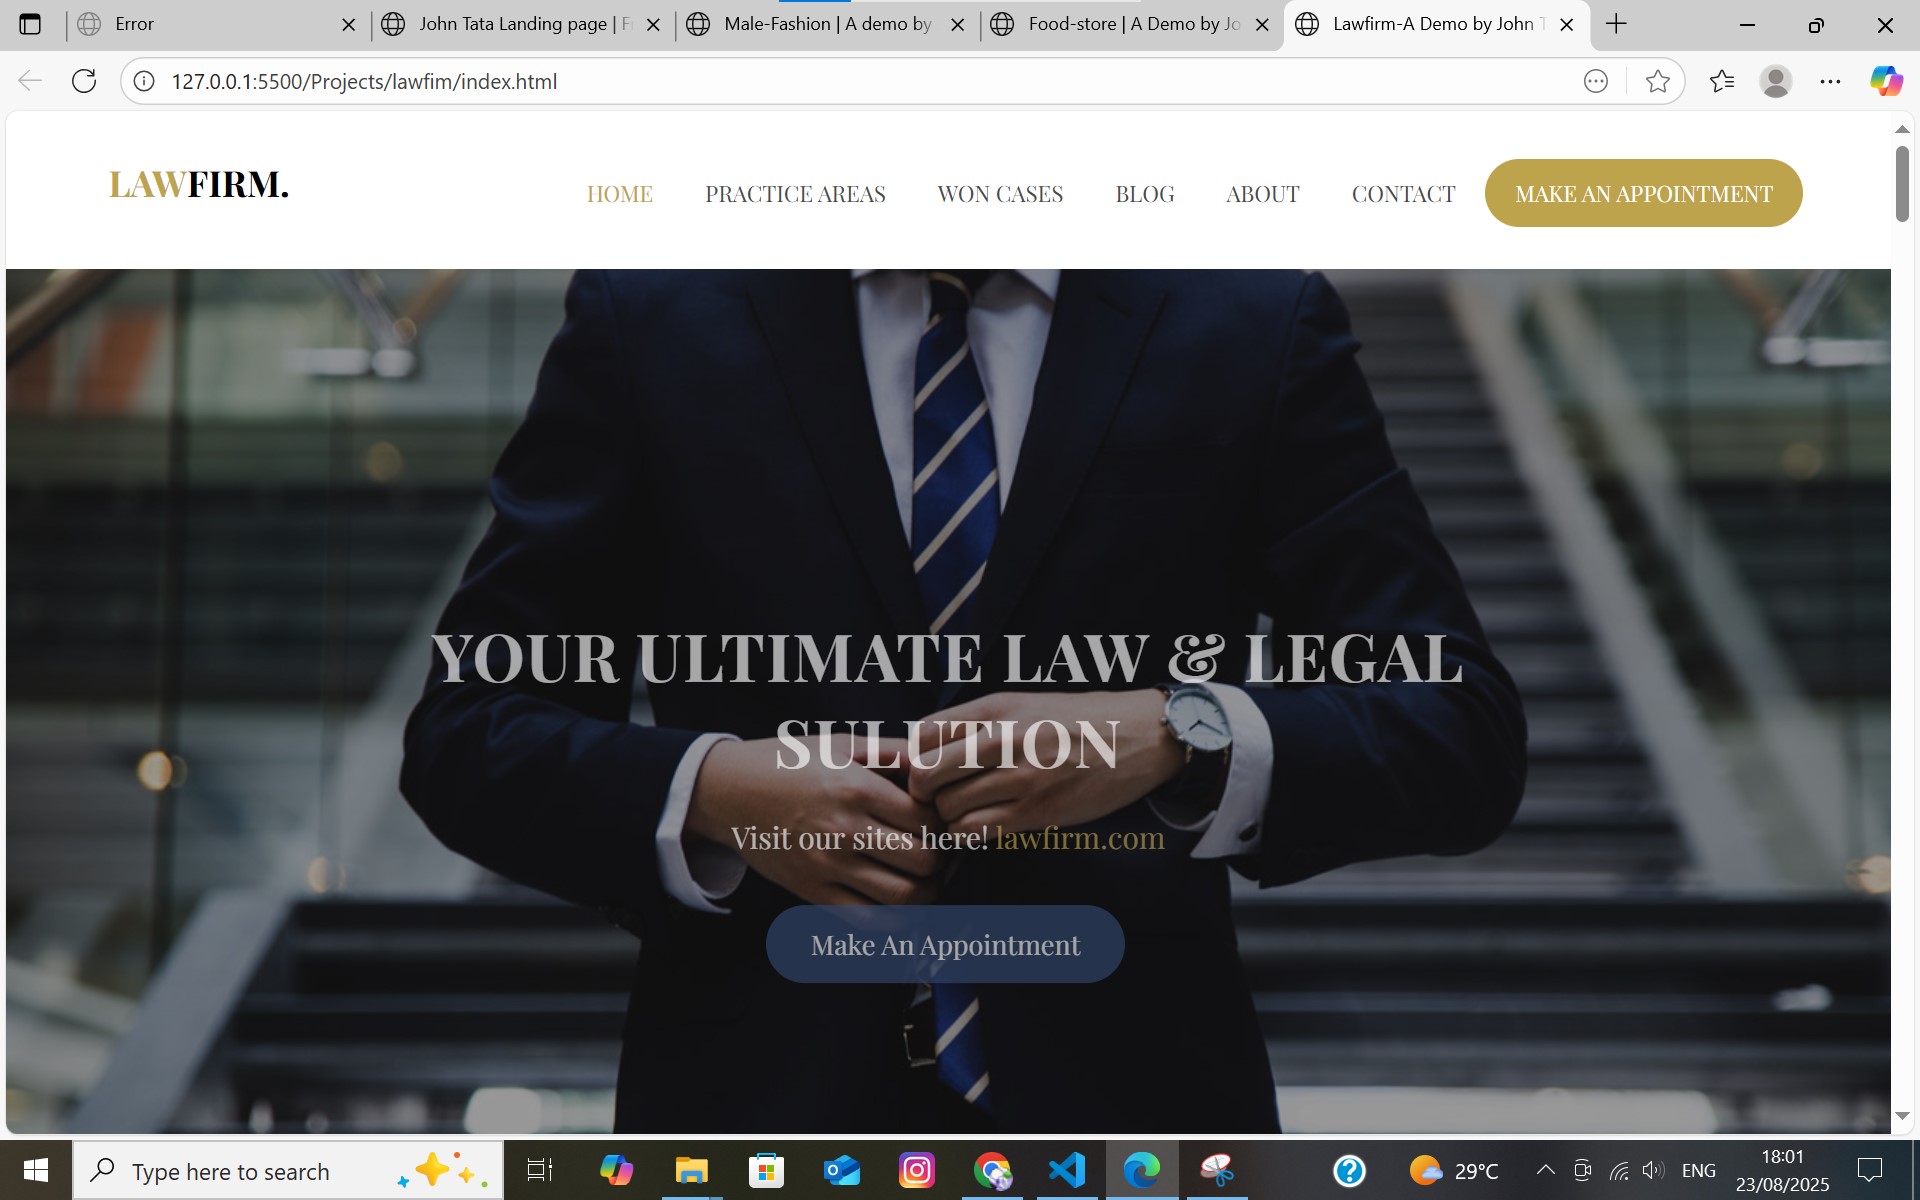 Error
John Tata Landing page | F
Male-Fashion | A demo by
Food-store | A Demo by Jo
Lawfirm-A Demo by John T
127.0.0.1:5500/Projects/lawfim/index.html
LAWFIRM.
HOME
PRACTICE AREAS
WON CASES
BLOG
ABOUT
CONTACT
MAKE AN APPOINTMENT
YOUR ULTIMATE LAW & LEGAL
SULUTION
Visit our sites here! lawfirm.com
Make An Appointment
Type here to search
29°C
ENG
18:01
23/08/2025